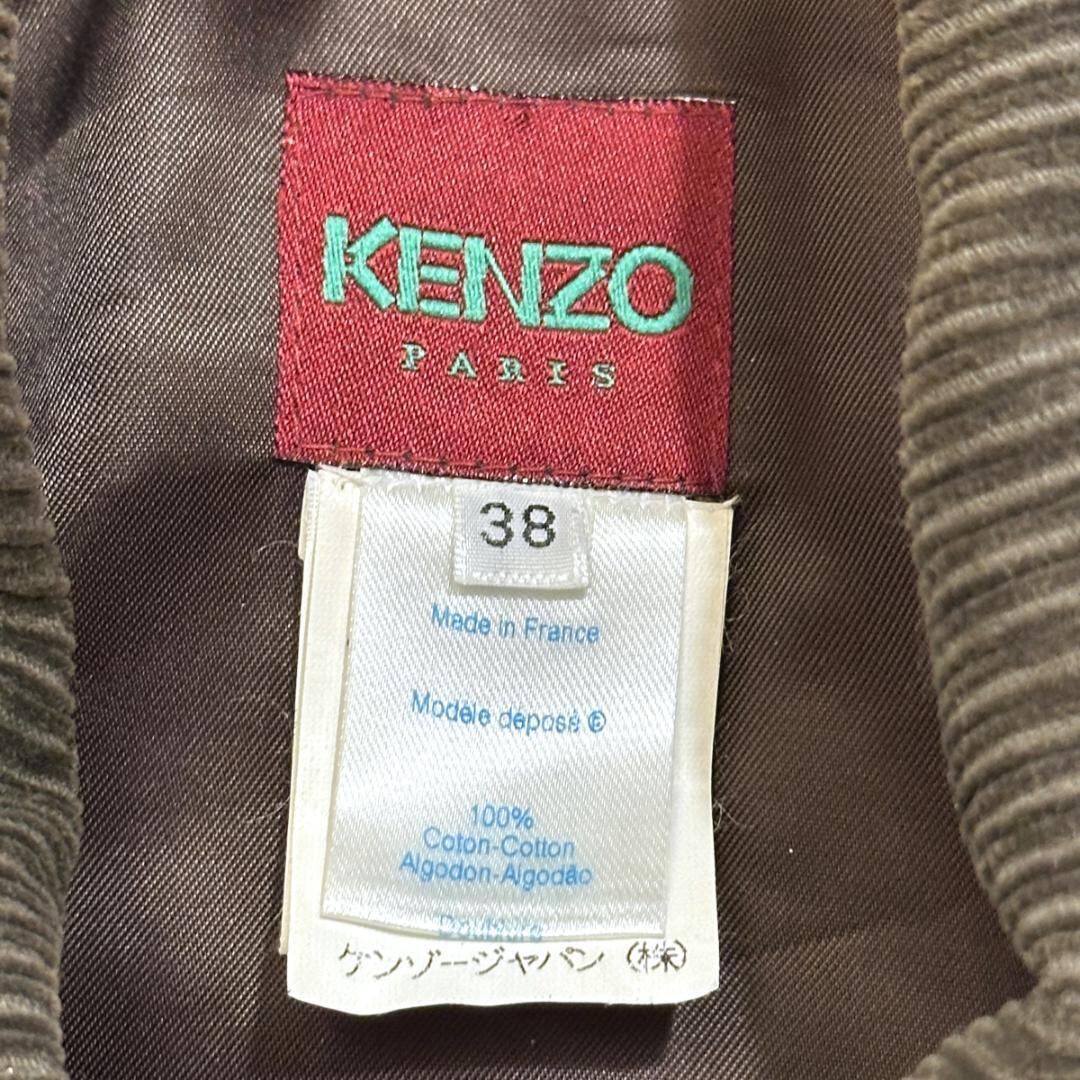 KENZO
PARIS
38
Made in France
Modèle déposé ©
100%
Coton-Cotton
Algodon-Algodão
ケンゾージャパン (株)